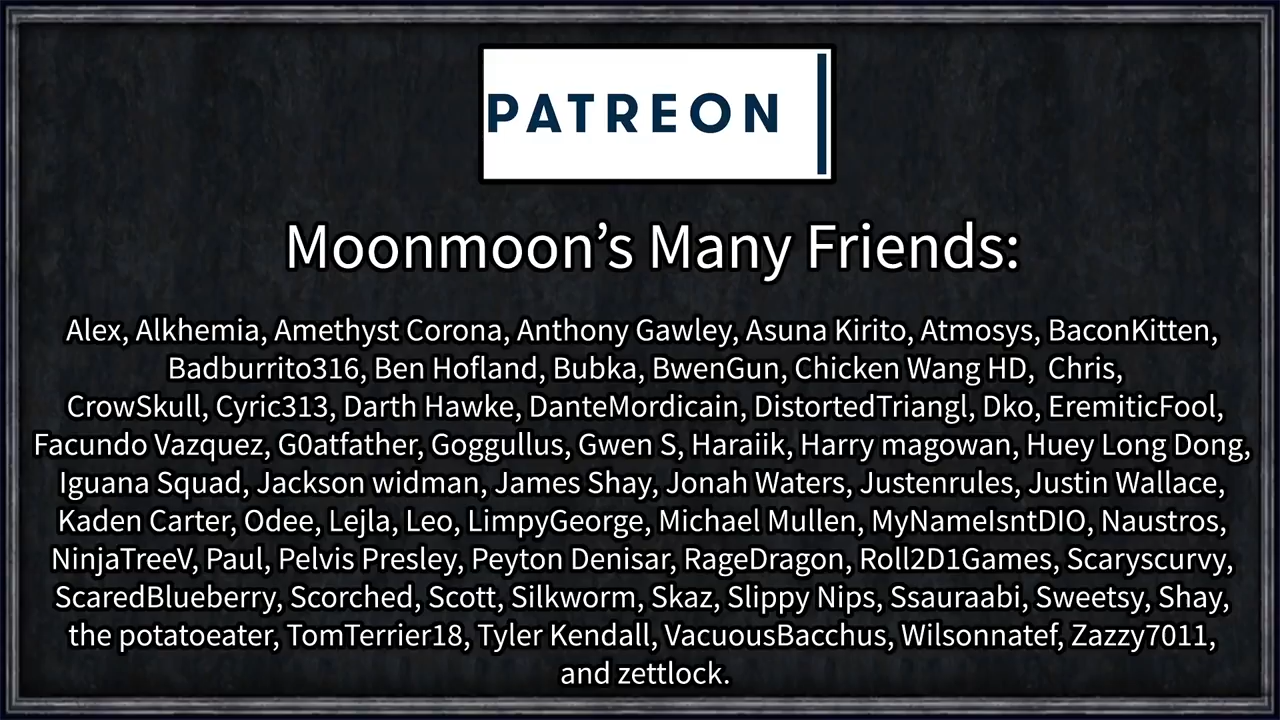 PATREON
Moonmoon’s Many Friends:
Alex, Alkhemia, Amethyst Corona, Anthony Gawley, Asuna Kirito, Atmosys, BaconKitten,
Badburrito316, Ben Hofland, Bubka, BwenGun, Chicken Wang HD,  Chris,
CrowSkull, Cyric313, Darth Hawke, DanteMordicain, DistortedTriangl, Dko, EremiticFool,
Facundo Vazquez, G0atfather, Goggullus, Gwen S, Haraiik, Harry magowan, Huey Long Dong,
Iguana Squad, Jackson widman, James Shay, Jonah Waters, Justenrules, Justin Wallace,
Kaden Carter, Odee, Lejla, Leo, LimpyGeorge, Michael Mullen, MyNameIsntDIO, Naustros,
NinjaTreeV, Paul, Pelvis Presley, Peyton Denisar, RageDragon, Roll2D1Games, Scaryscurvy,
ScaredBlueberry, Scorched, Scott, Silkworm, Skaz, Slippy Nips, Ssauraabi, Sweetsy, Shay,
the potatoeater, TomTerrier18, Tyler Kendall, VacuousBacchus, Wilsonnatef, Zazzy7011,
and zettlock.